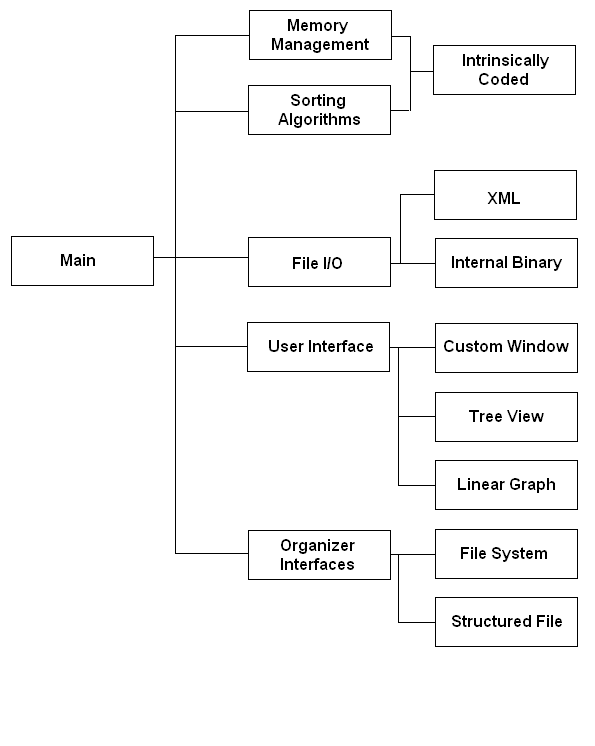 Memory
Management
Intrinsically
Coded
Sorting
Algorithms
XML
Main
File I/O
Internal Binary
User Interface
Custom Window
Tree View
Linear Graph
Organizer
Interfaces
File System
Structured File